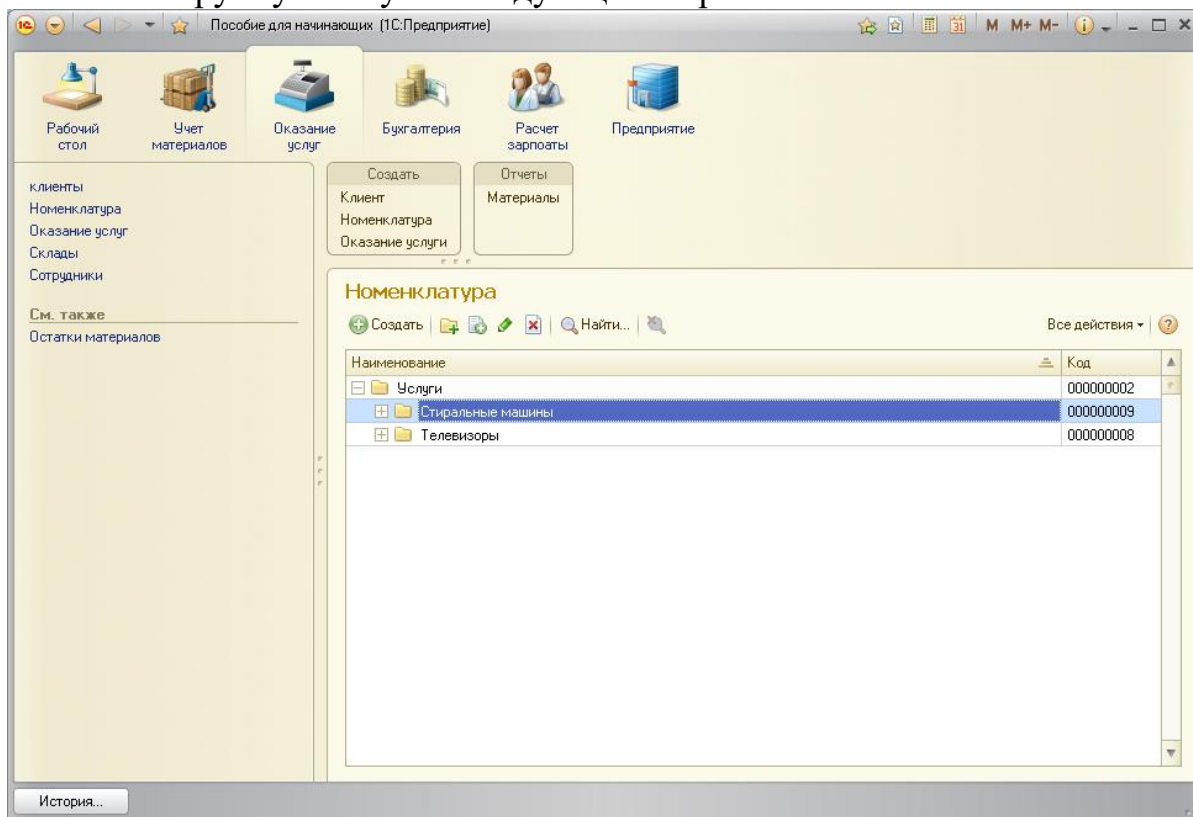 Пособие для начинающих (1С:Предприятие)
M M+ M-
Рабочий стол
Учет материалов
Оказание услуг
Бухгалтерия
Расчет зарпоаты
Предприятие
клиенты
Номенклатура
Оказание услуг
Склады
Сотрудники
См. также
Остатки материалов
Создать
Клиент
Номенклатура
Оказание услуги
Отчеты
Материалы
Номенклатура
Создать
Найти...
Все действия
Наименование Код
Услуги 000000002
Стиральные машины 000000009
Телевизоры 000000008
История...